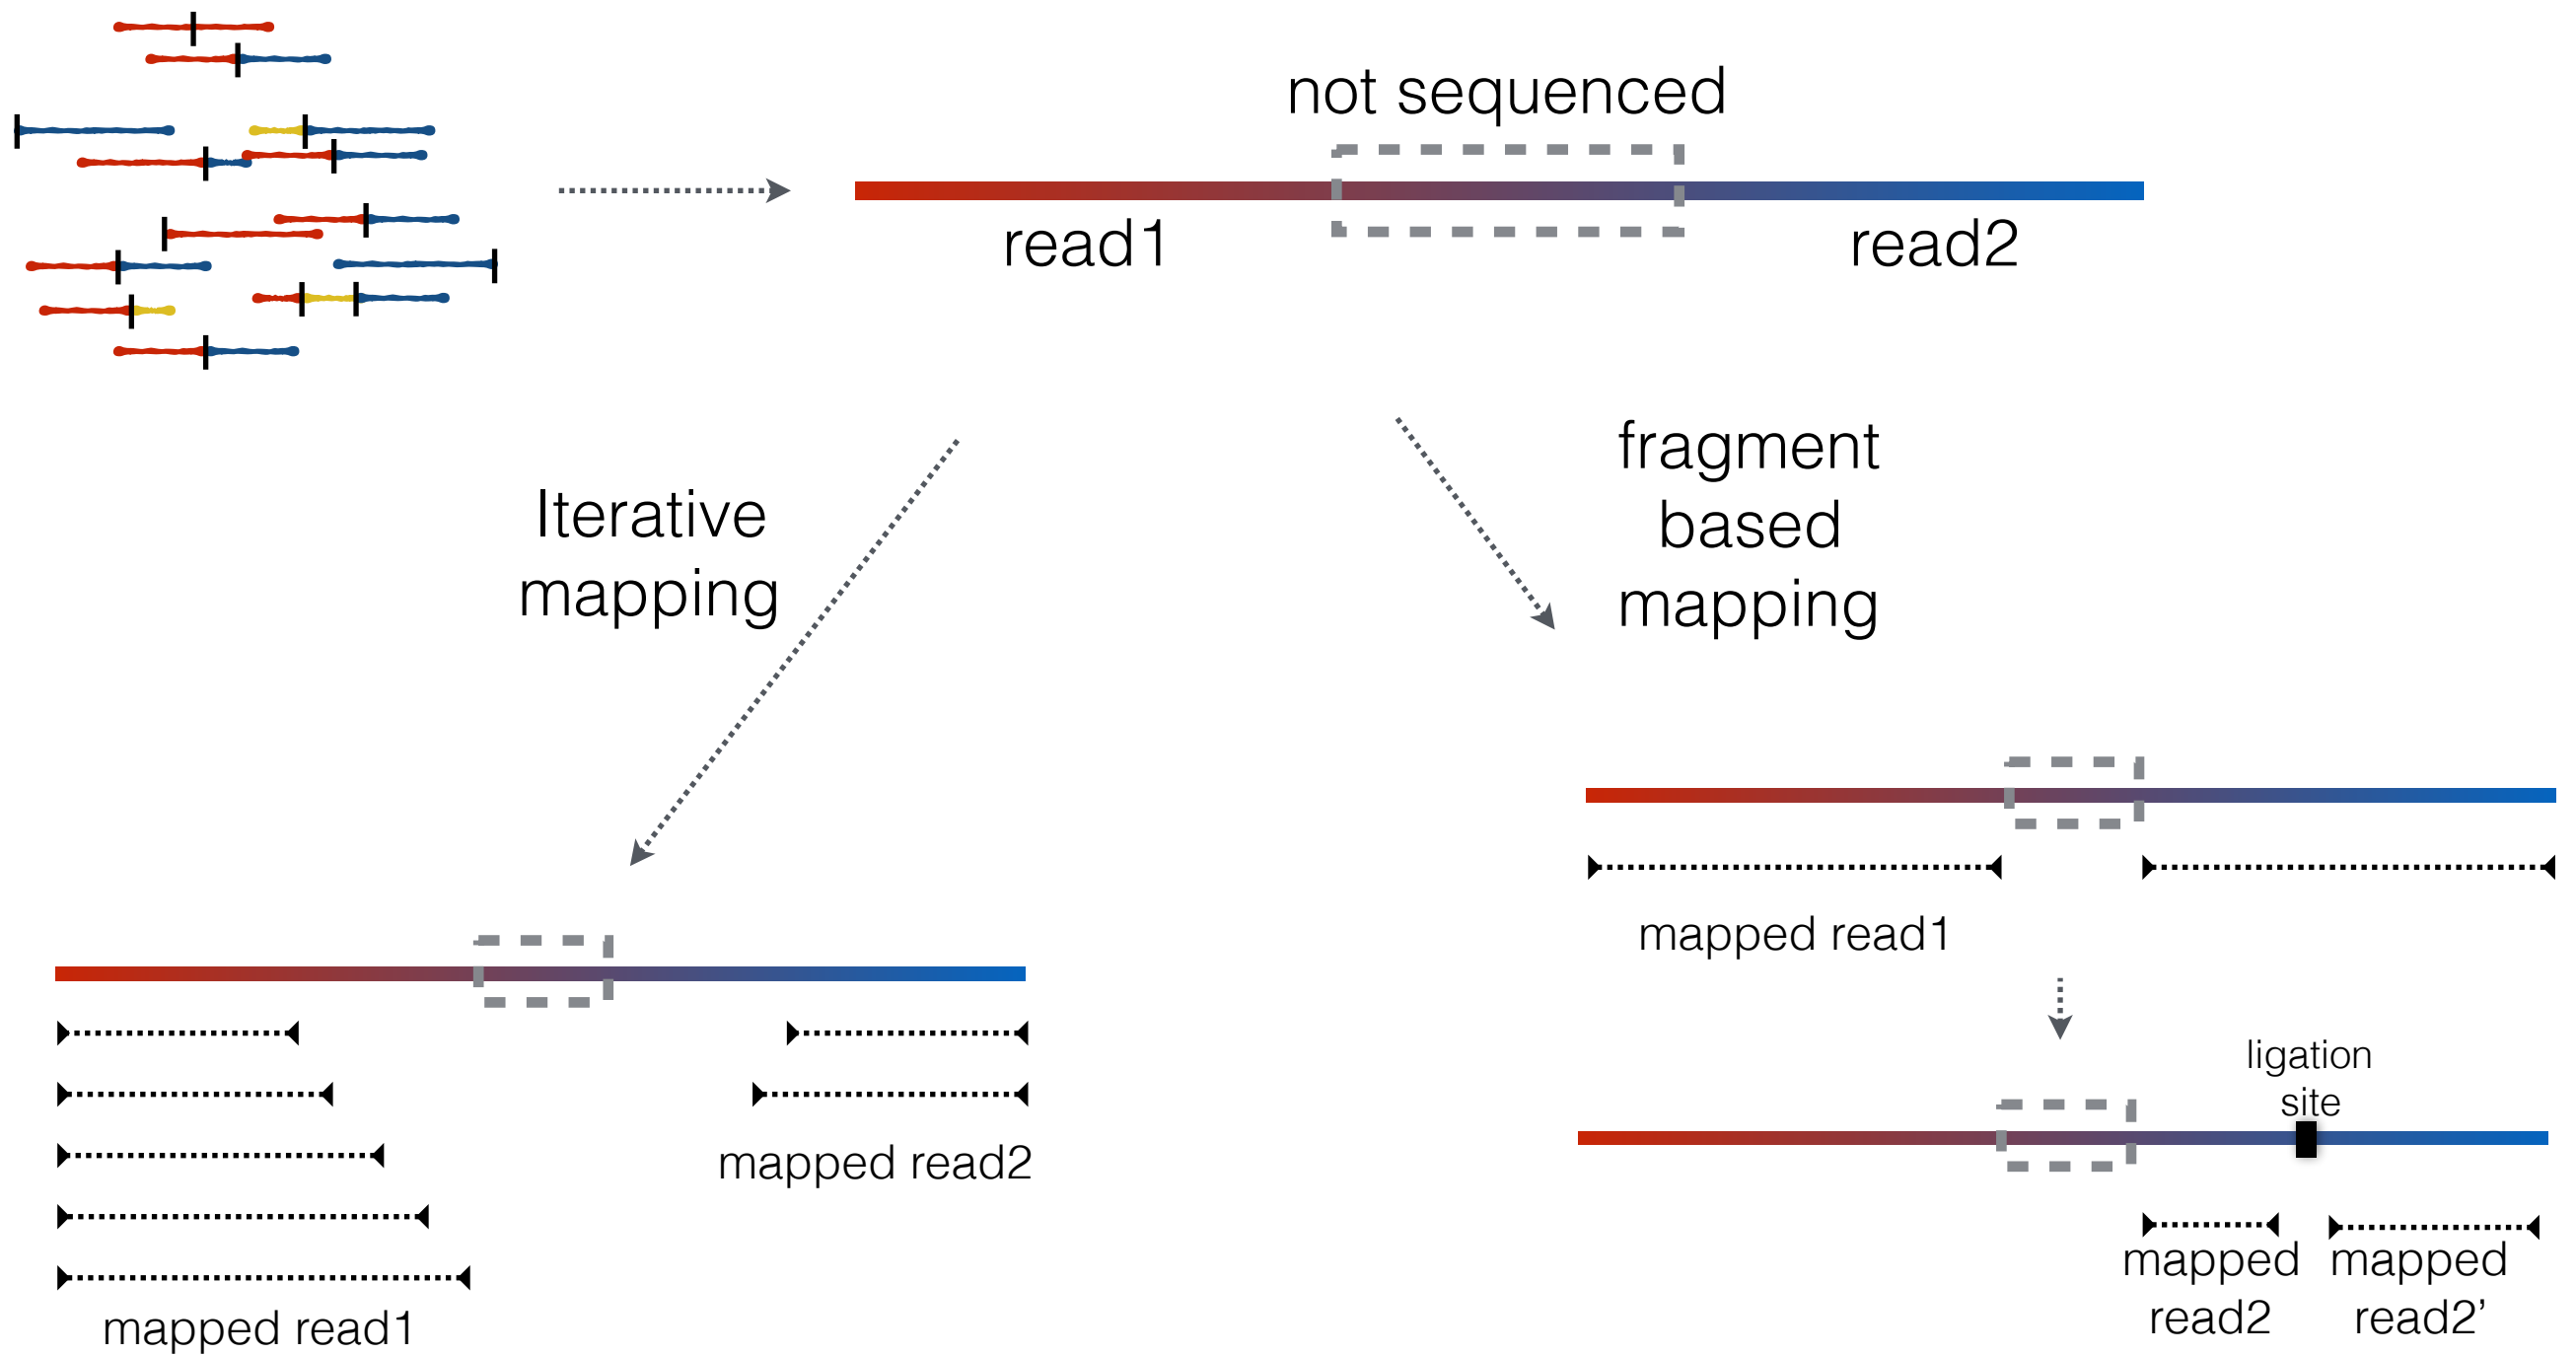 not sequenced
read1
read2
Iterative
mapping
fragment
based
mapping
mapped read1
ligation
site
mapped read2
mapped
read2
mapped
read2’
mapped read1